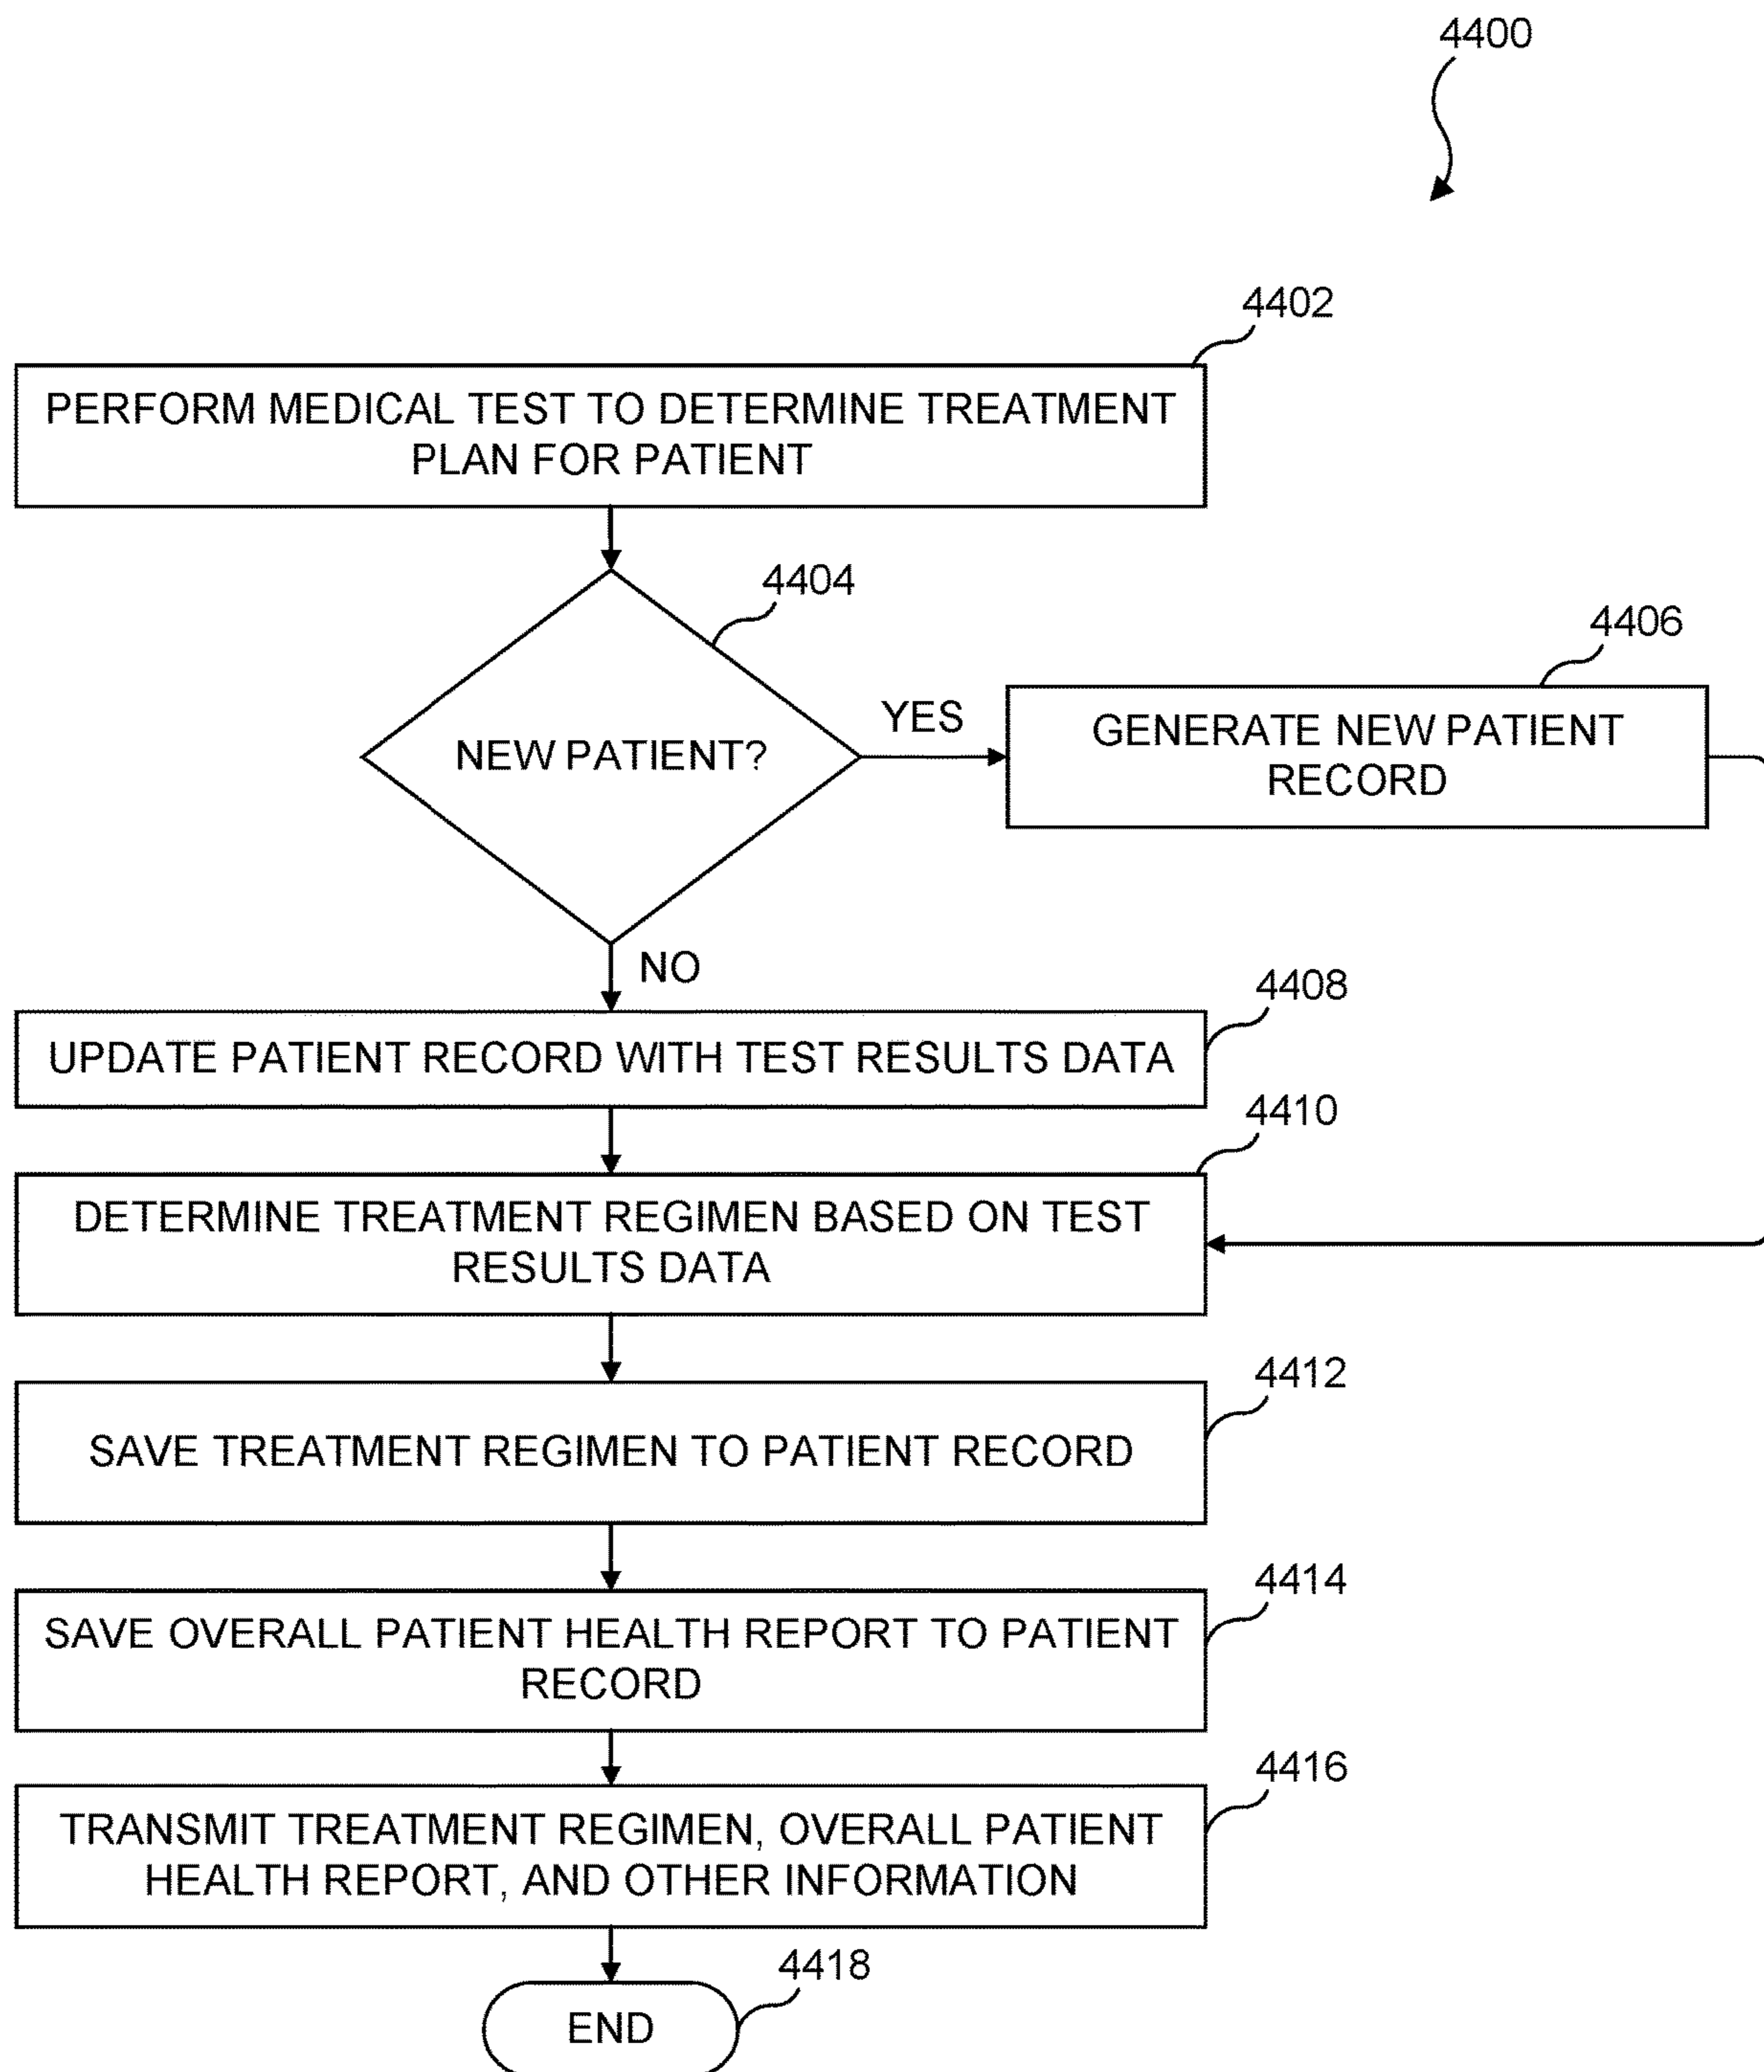 4400
4402
PERFORM MEDICAL TEST TO DETERMINE TREATMENT
PLAN FOR PATIENT
4404
NEW PATIENT?
YES
4406
GENERATE NEW PATIENT
RECORD
NO
4408
UPDATE PATIENT RECORD WITH TEST RESULTS DATA
4410
DETERMINE TREATMENT REGIMEN BASED ON TEST
RESULTS DATA
4412
SAVE TREATMENT REGIMEN TO PATIENT RECORD
4414
SAVE OVERALL PATIENT HEALTH REPORT TO PATIENT
RECORD
4416
TRANSMIT TREATMENT REGIMEN, OVERALL PATIENT
HEALTH REPORT, AND OTHER INFORMATION
4418
END